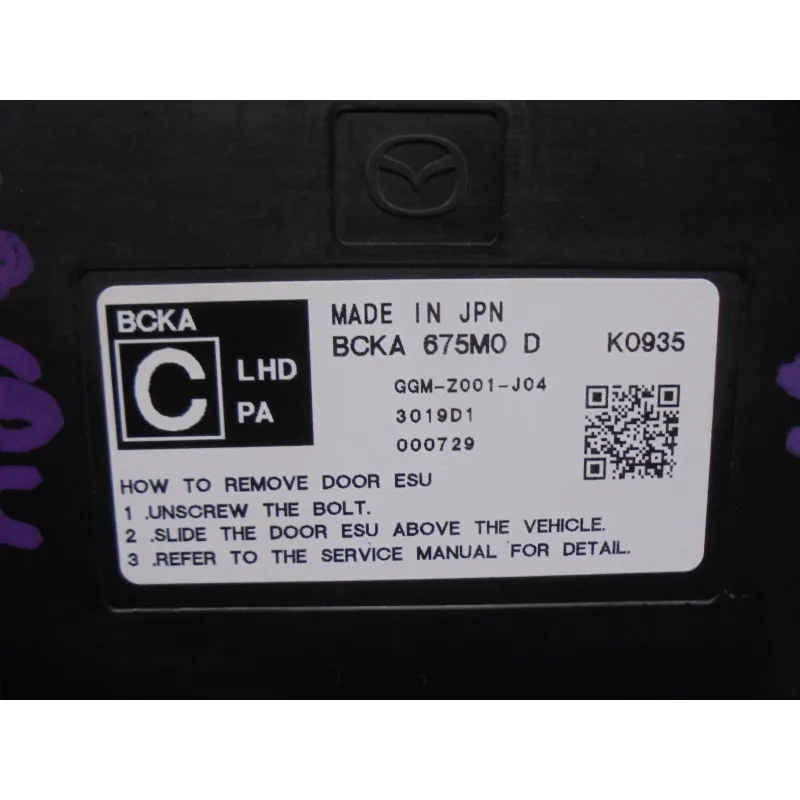 BCKA
C
LHD
PA
MADE IN JPN
BCKA 675M0 D K0935
GGM-Z001-J04
3019D1
000729
HOW TO REMOVE DOOR ESU
1 .UNSCREW THE BOLT.
2 .SLIDE THE DOOR ESU ABOVE THE VEHICLE.
3 .REFER TO THE SERVICE MANUAL FOR DETAIL.